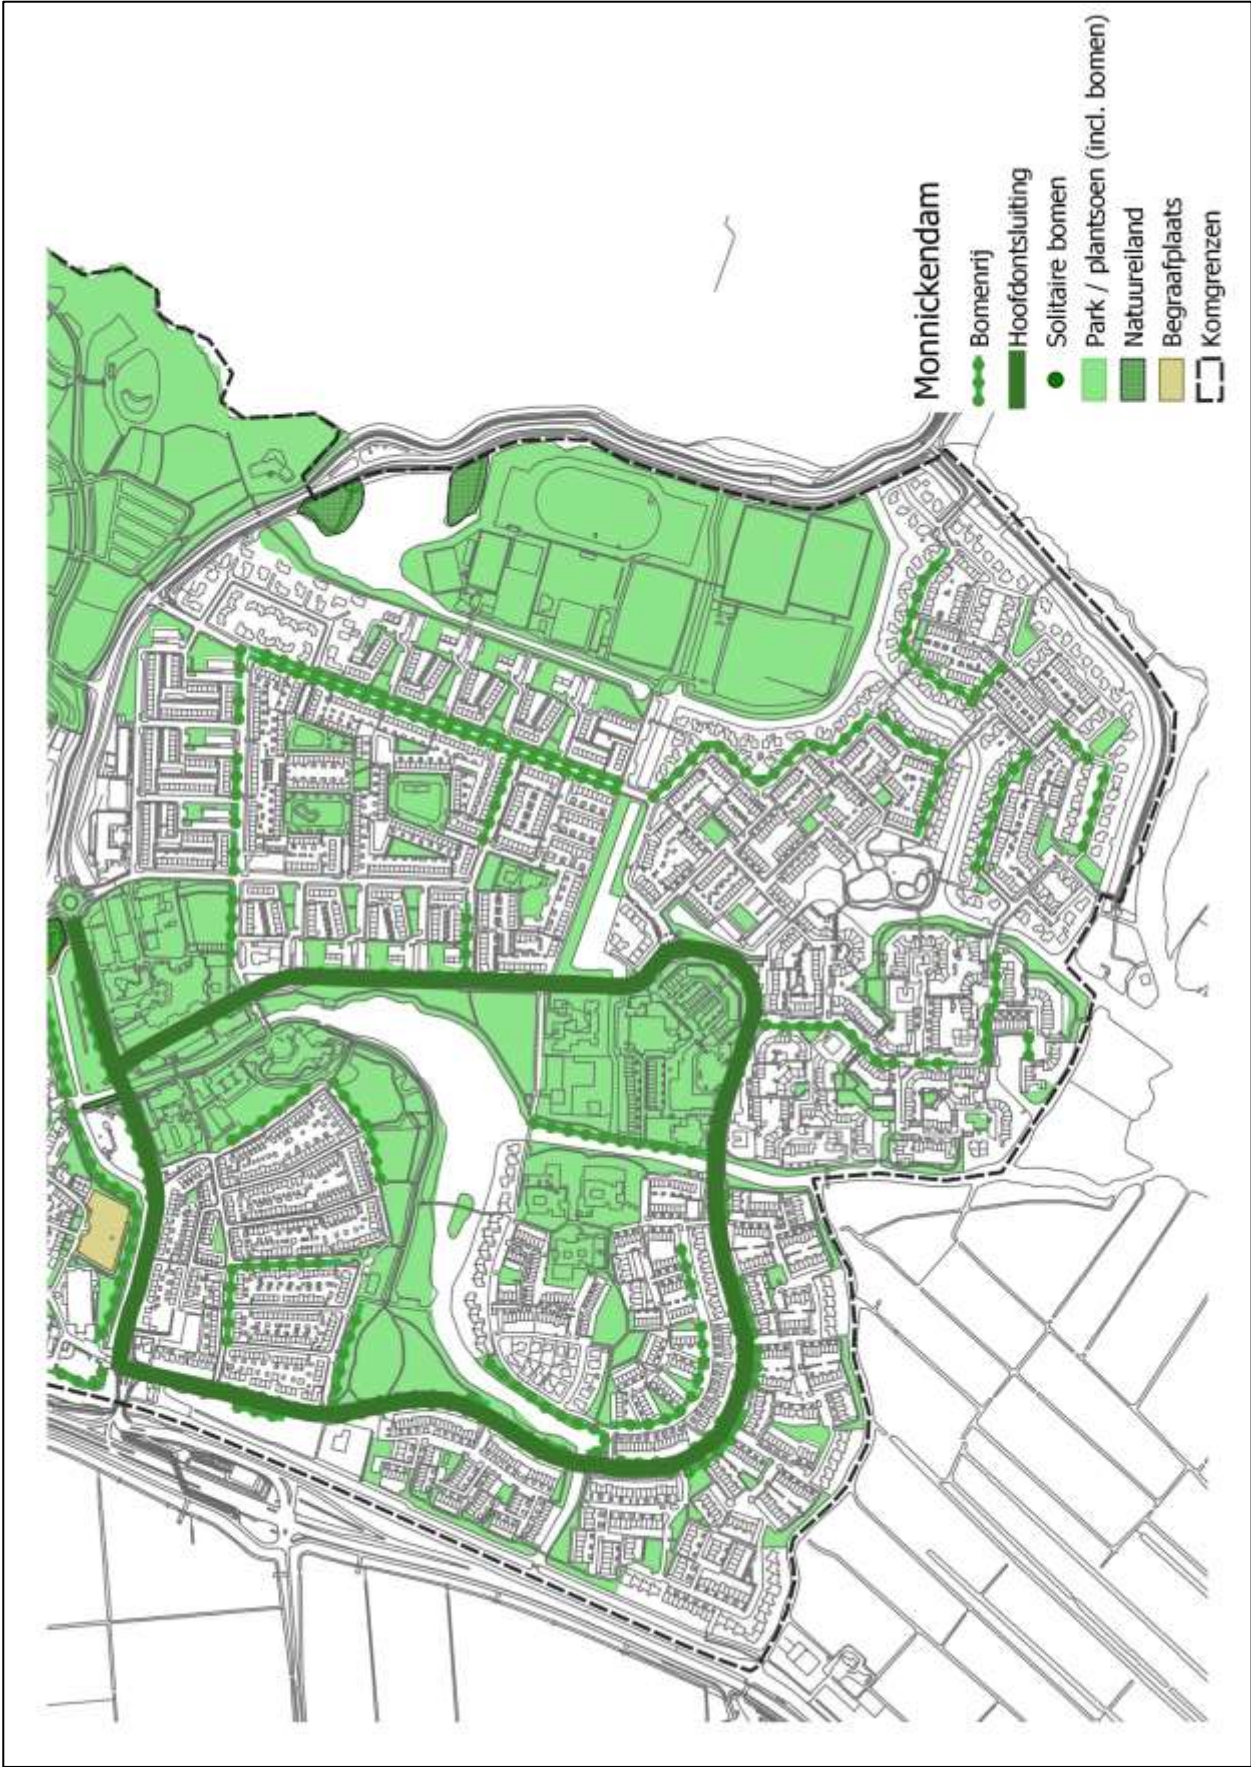 Monnickendam
Bomenrij
Hoofdontsluiting
Solitaire bomen
Park / plantsoen (incl. bomen)
Natuureiland
Begraafplaats
Komgrenzen